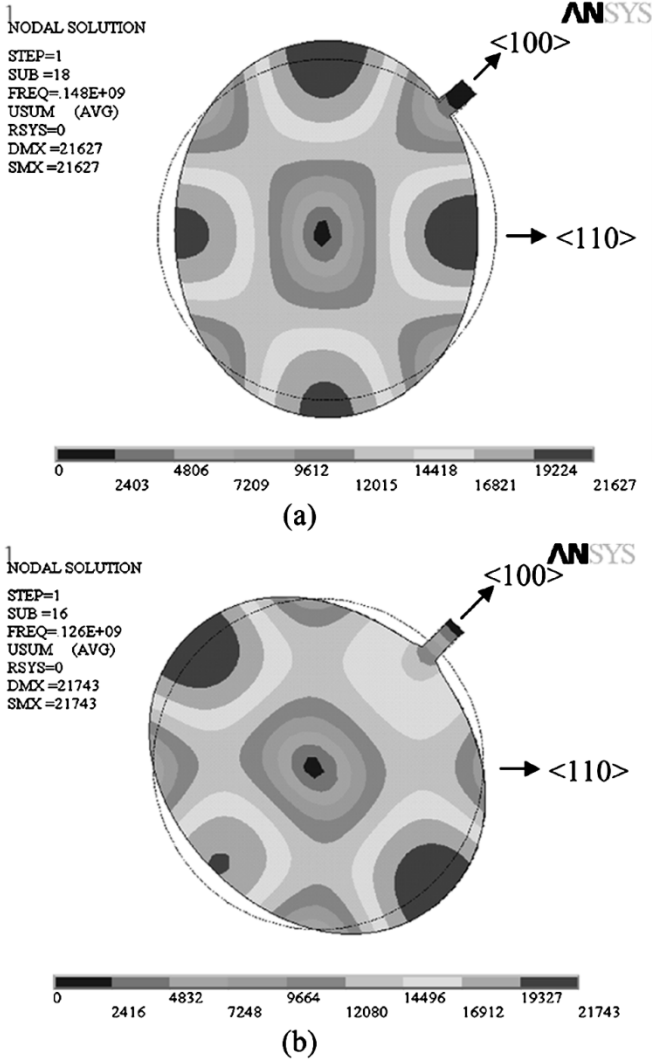 1
NODAL SOLUTION
ANSYS
STEP=1
SUB =18
FREQ=.148E+09
USUM (AVG)
RSYS=0
DMX =21627
SMX =21627
<100>
<110>
0 4806 9612 14418 19224
2403 7209 12015 16821 21627
(a)
1
NODAL SOLUTION
ANSYS
STEP=1
SUB =16
FREQ=.126E+09
USUM (AVG)
RSYS=0
DMX =21743
SMX =21743
<100>
<110>
0 4832 9664 14496 19327
2416 7248 12080 16912 21743
(b)